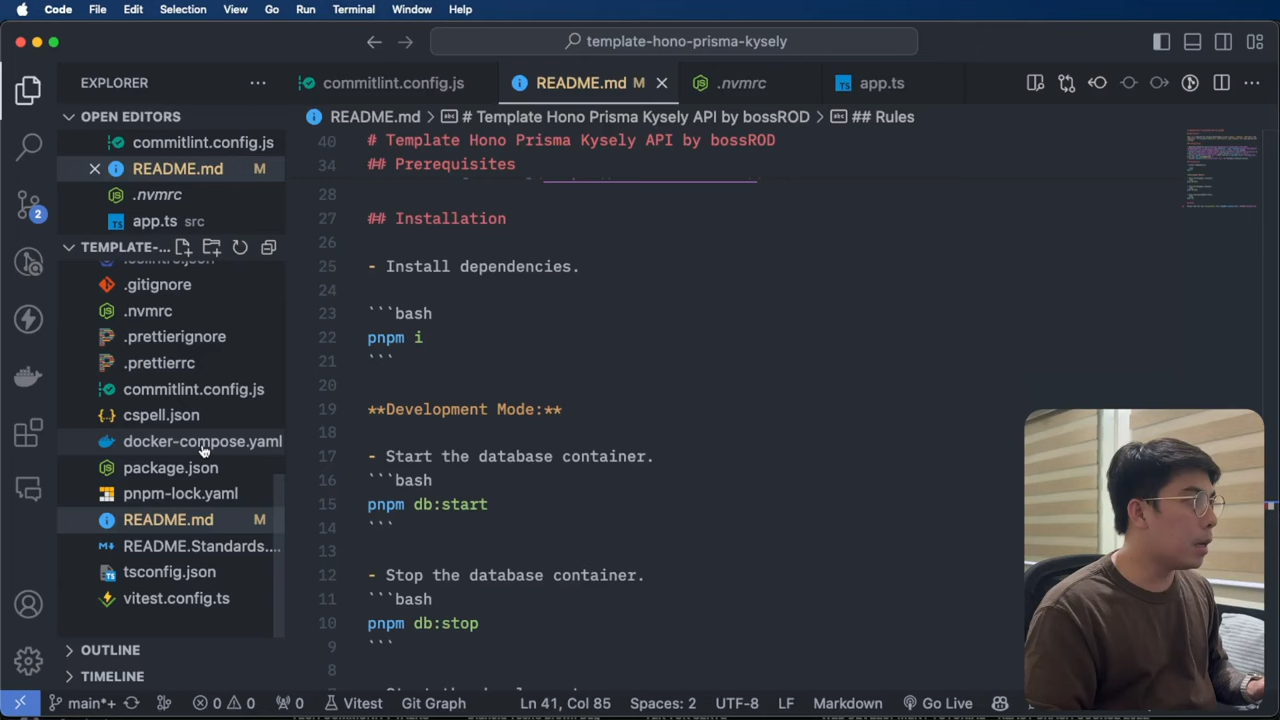 Code File Edit Selection View Go Run Terminal Window Help
template-hono-prisma-kysely
EXPLORER
commitlint.config.js
README.md M
.nvmrc
app.ts
OPEN EDITORS
commitlint.config.js
README.md M
.nvmrc
app.ts src
TEMPLATE-...
.gitignore
.nvmrc
.prettierignore
.prettierrc
commitlint.config.js
cspell.json
docker-compose.yaml
package.json
pnpm-lock.yaml
README.md M
README.Standards....
tsconfig.json
vitest.config.ts
OUTLINE
TIMELINE
2
README.md > # Template Hono Prisma Kysely API by bossROD > ## Rules
40 # Template Hono Prisma Kysely API by bossROD
34 ## Prerequisites
28
27 ## Installation
26
25 - Install dependencies.
24
23 ```bash
22 pnpm i
21 ```
20
19 **Development Mode:**
18
17 - Start the database container.
16 ```bash
15 pnpm db:start
14 ```
13
12 - Stop the database container.
11 ```bash
10 pnpm db:stop
9 ```
8
main*+ 0 0 0 Vitest Git Graph Ln 41, Col 85 Spaces: 2 UTF-8 LF Markdown Go Live